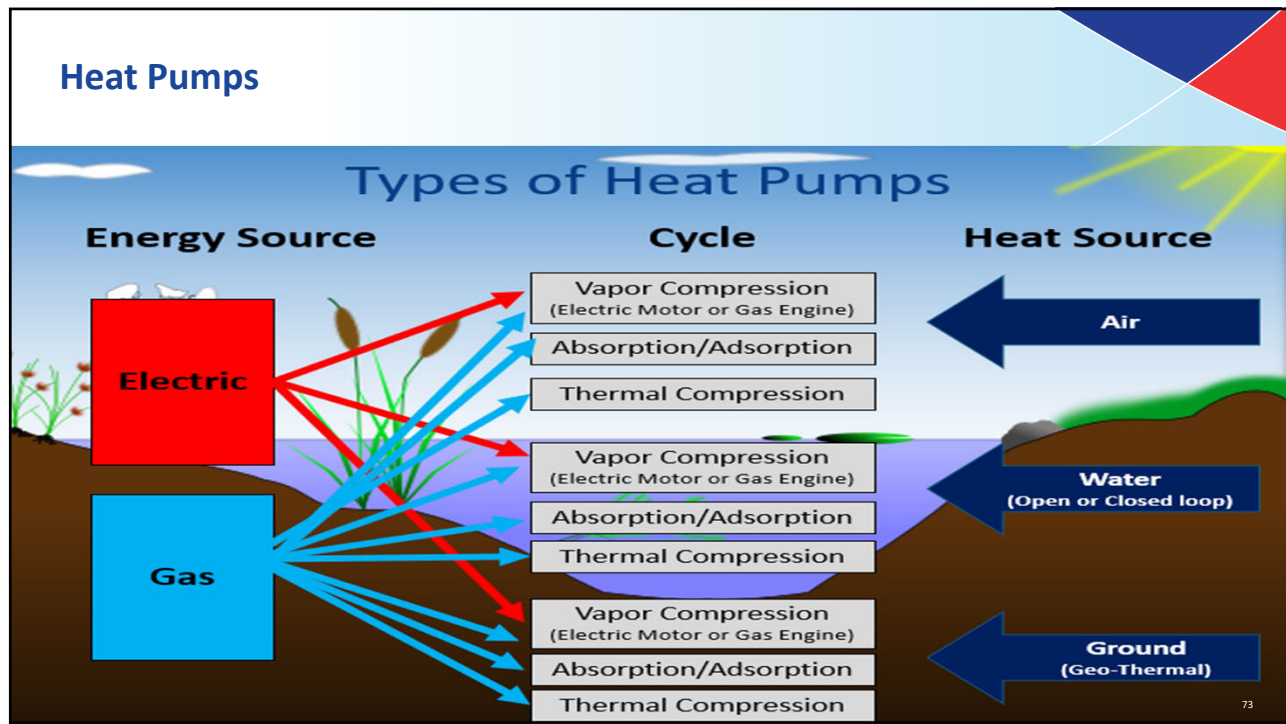 Heat Pumps
Types of Heat Pumps
Energy Source
Cycle
Heat Source
Electric
Gas
Vapor Compression
(Electric Motor or Gas Engine)
Absorption/Adsorption
Thermal Compression
Vapor Compression
(Electric Motor or Gas Engine)
Absorption/Adsorption
Thermal Compression
Vapor Compression
(Electric Motor or Gas Engine)
Absorption/Adsorption
Thermal Compression
Air
Water
(Open or Closed loop)
Ground
(Geo-Thermal)
73